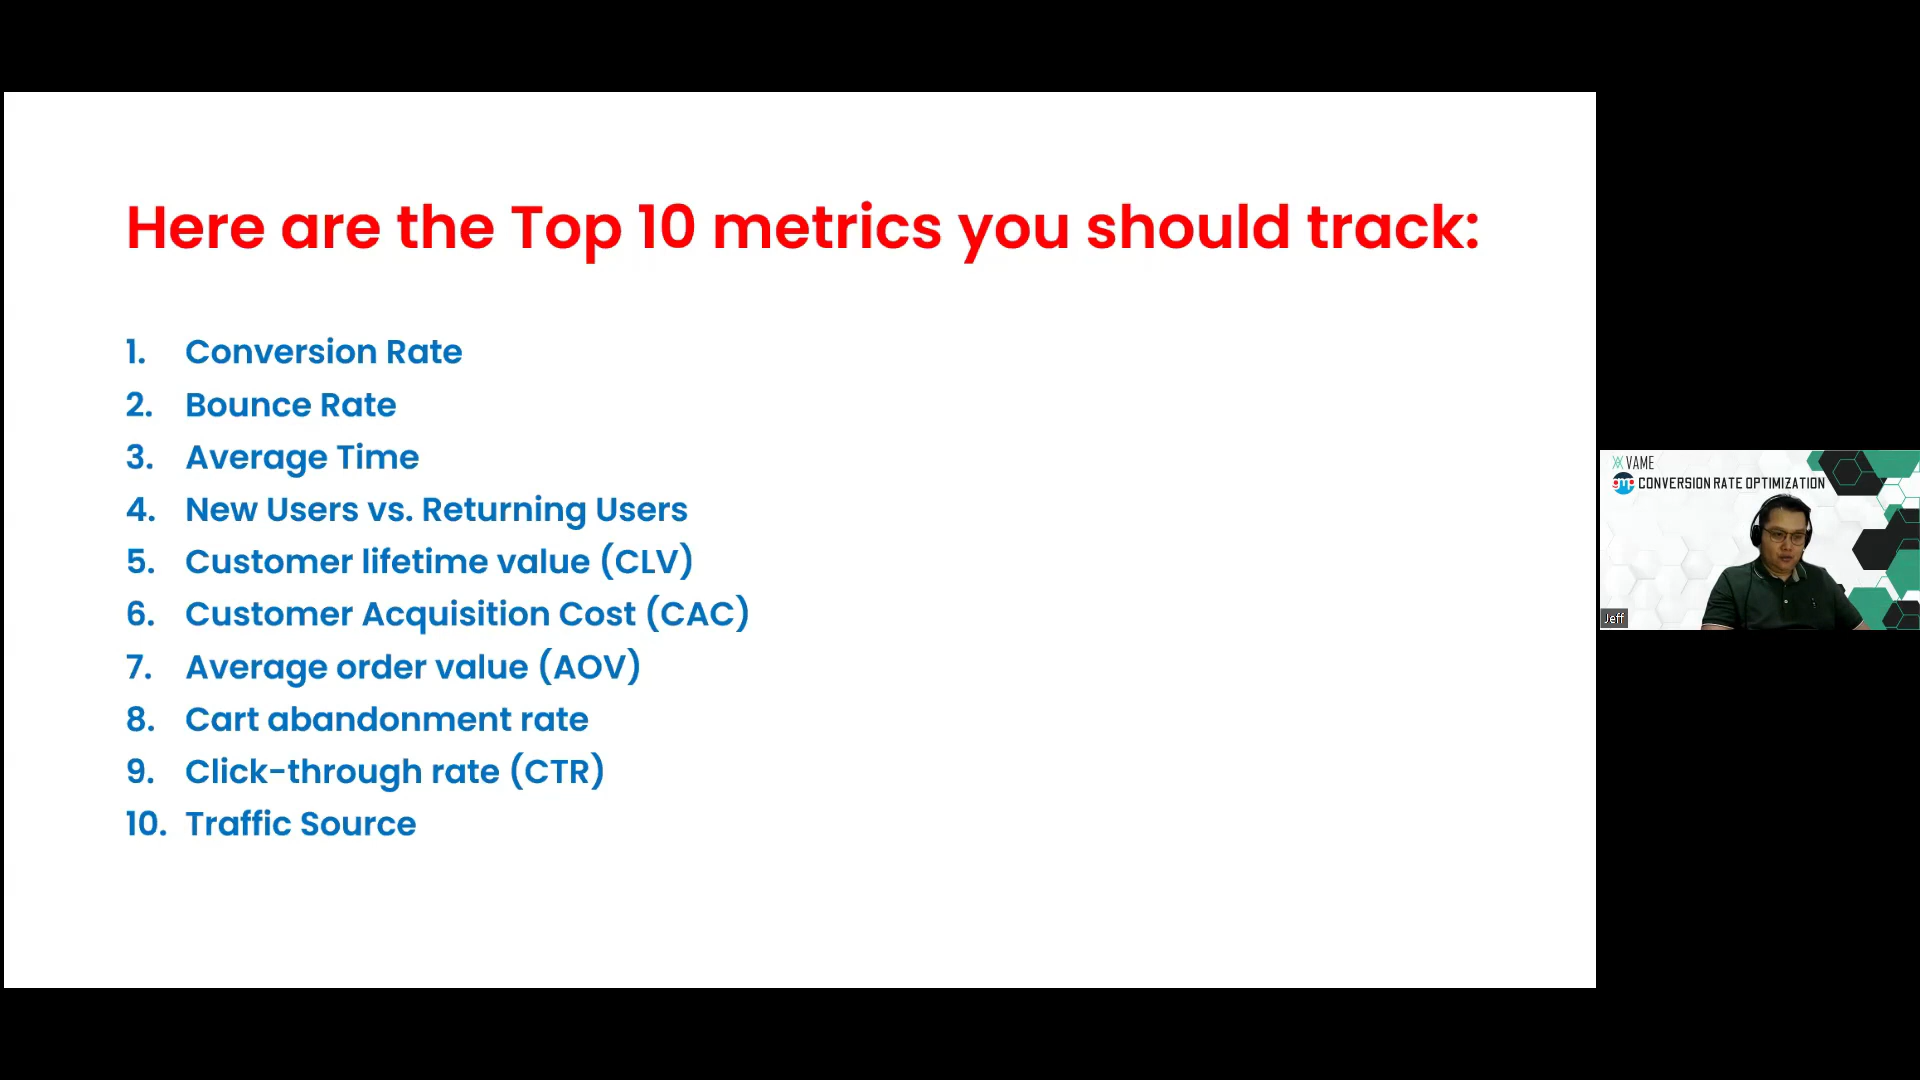 Here are the Top 10 metrics you should track:
1. Conversion Rate
2. Bounce Rate
3. Average Time
4. New Users vs. Returning Users
5. Customer lifetime value (CLV)
6. Customer Acquisition Cost (CAC)
7. Average order value (AOV)
8. Cart abandonment rate
9. Click-through rate (CTR)
10. Traffic Source
VAME
gmp CONVERSION RATE OPTIMIZATION
Jeff